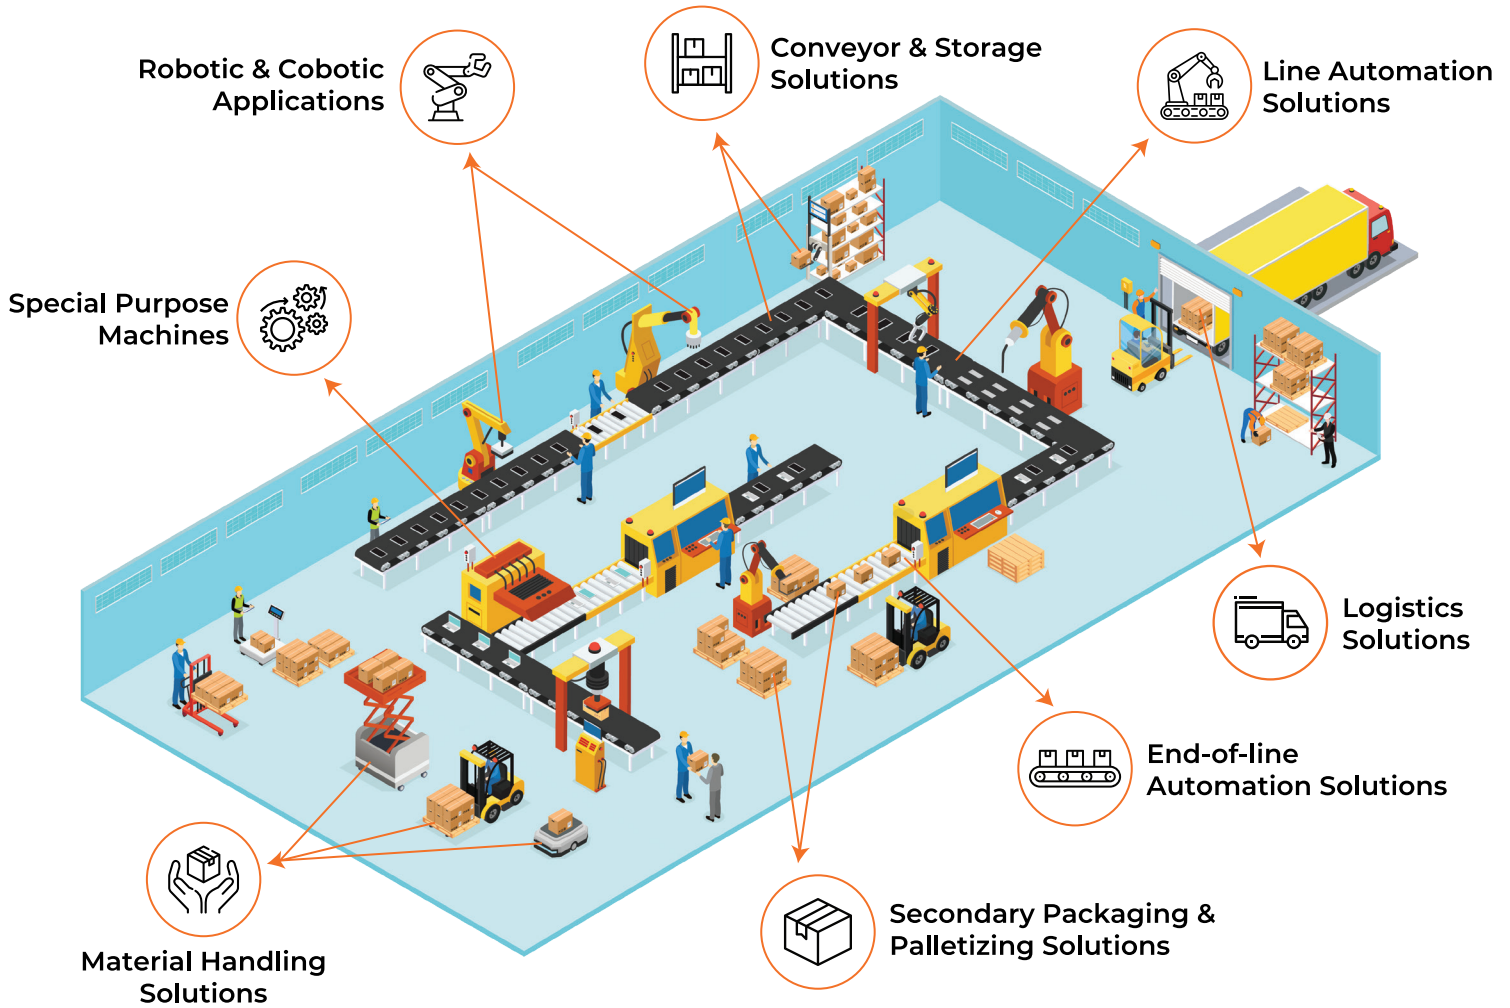 Robotic & Cobotic
Applications
Conveyor & Storage
Solutions
Line Automation
Solutions
Special Purpose
Machines
Logistics
Solutions
End-of-line
Automation Solutions
Secondary Packaging &
Palletizing Solutions
Material Handling
Solutions